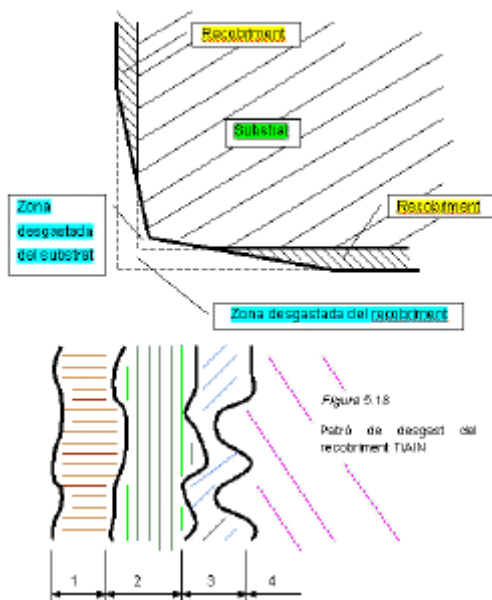 Recobriment
Substrat
Zona
desgastada
del substrat
Recobriment
Zona desgastada del recobriment
Figura 5.18
Patró de desgast del
recobriment TiAlN
1 2 3 4